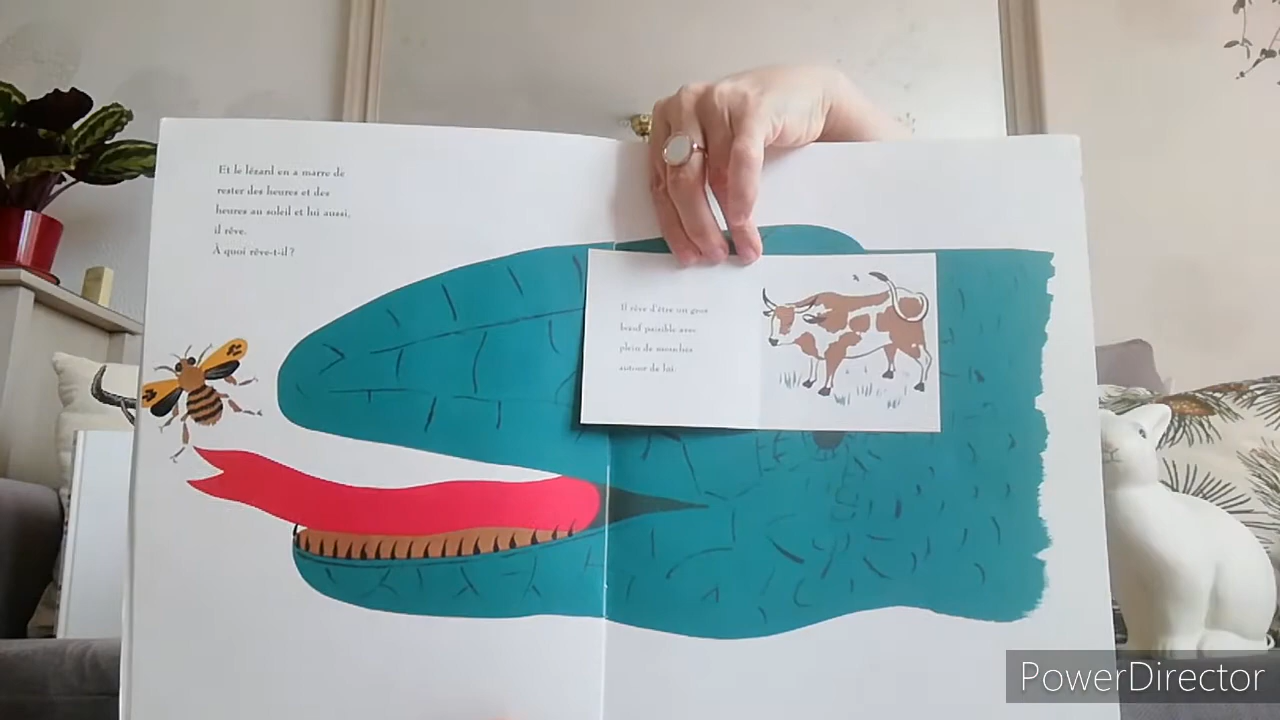 Et le lézard en a marre de
rester des heures et des
heures au soleil et lui aussi,
il rêve.
À quoi rêve-t-il ?
Il rêve d'être un gros
bœuf paisible avec
plein de mouches
autour de lui.
PowerDirector